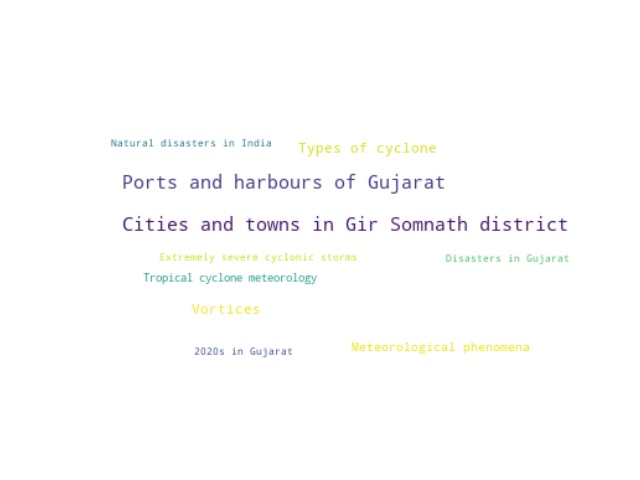 Natural disasters in India
Types of cyclone
Ports and harbours of Gujarat
Cities and towns in Gir Somnath district
Extremely severe cyclonic storms
Disasters in Gujarat
Tropical cyclone meteorology
Vortices
2020s in Gujarat
Meteorological phenomena